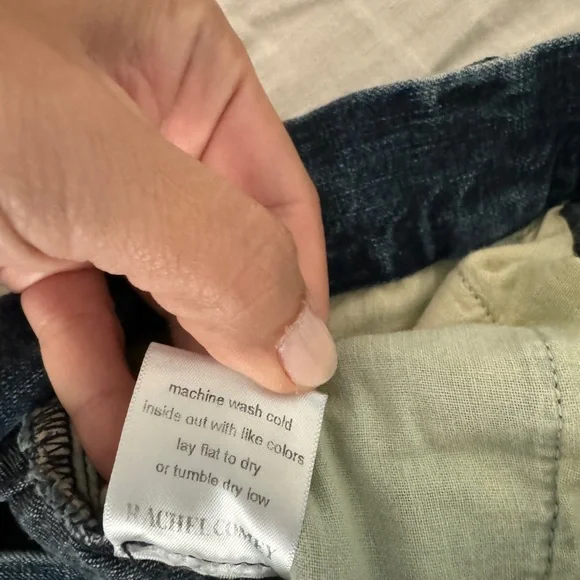 machine wash cold
inside out with like colors
lay flat to dry
or tumble dry low
RACHEL COMEY